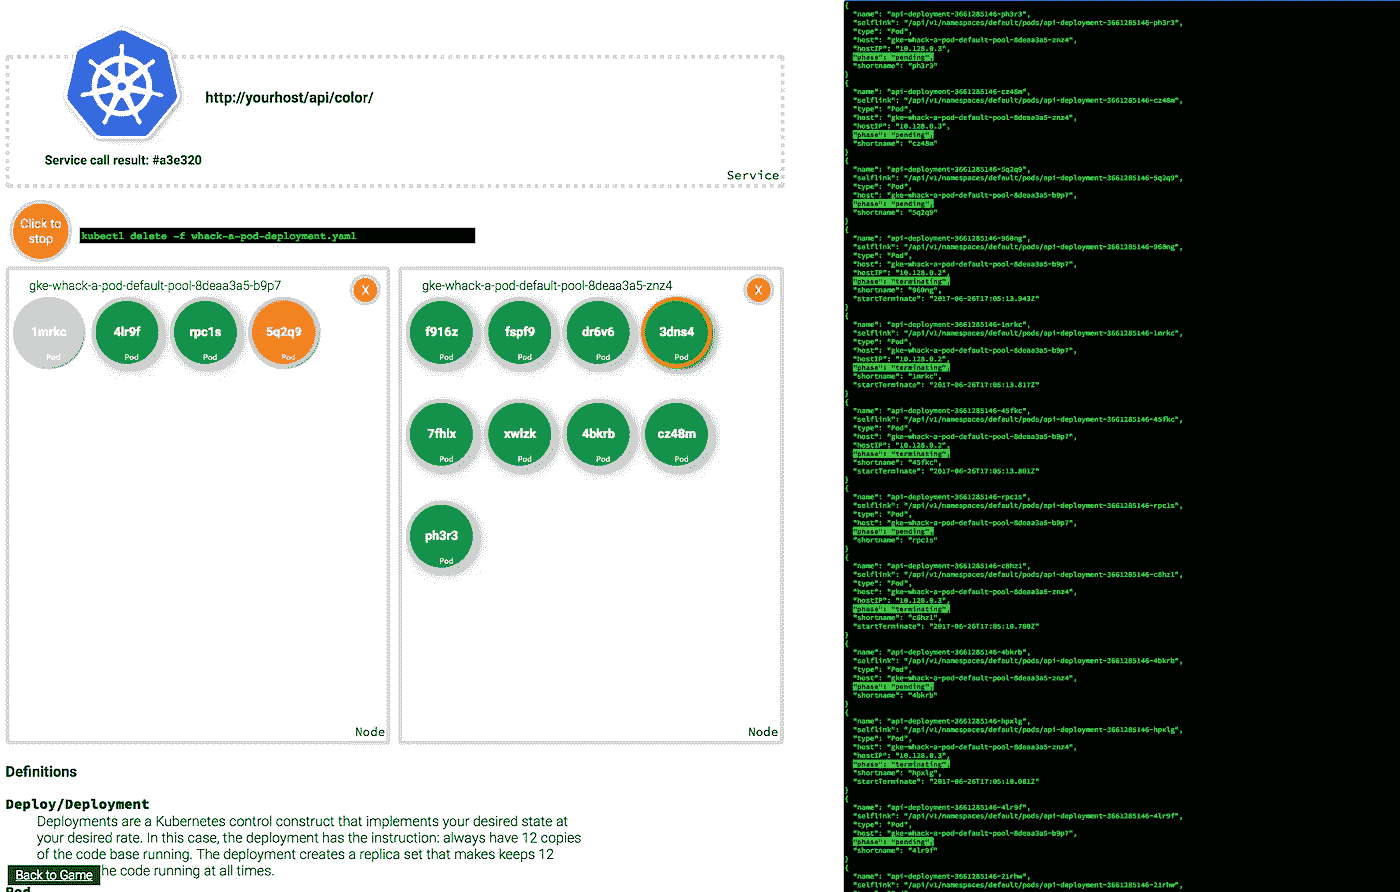 http://yourhost/api/color/
Service call result: #a3e320
Service
Click to
stop
kubectl delete -f whack-a-pod-deployment.yaml
gke-whack-a-pod-default-pool-8deaa3a5-b9p7
X
1mrkc
Pod
4lr9f
Pod
rpc1s
Pod
5q2q9
Pod
Node
gke-whack-a-pod-default-pool-8deaa3a5-znz4
X
f916z
Pod
fspf9
Pod
dr6v6
Pod
3dns4
Pod
7fhlx
Pod
xwlzk
Pod
4bkrb
Pod
cz48m
Pod
ph3r3
Pod
Node
Definitions
Deploy/Deployment
Deployments are a Kubernetes control construct that implements your desired state at
your desired rate. In this case, the deployment has the instruction: always have 12 copies
of the code base running. The deployment creates a replica set that makes keeps 12
he code running at all times.
Back to Game
{
"name": "api-deployment-3661285146-ph3r3",
"selflink": "/api/v1/namespaces/default/pods/api-deployment-3661285146-ph3r3",
"type": "Pod",
"host": "gke-whack-a-pod-default-pool-8deaa3a5-znz4",
"hostIP": "10.128.0.3",
"phase": "pending",
"shortname": "ph3r3"
}
{
"name": "api-deployment-3661285146-cz48m",
"selflink": "/api/v1/namespaces/default/pods/api-deployment-3661285146-cz48m",
"type": "Pod",
"host": "gke-whack-a-pod-default-pool-8deaa3a5-znz4",
"hostIP": "10.128.0.3",
"phase": "pending",
"shortname": "cz48m"
}
{
"name": "api-deployment-3661285146-5q2q9",
"selflink": "/api/v1/namespaces/default/pods/api-deployment-3661285146-5q2q9",
"type": "Pod",
"host": "gke-whack-a-pod-default-pool-8deaa3a5-b9p7",
"phase": "pending",
"shortname": "5q2q9"
}
{
"name": "api-deployment-3661285146-960ng",
"selflink": "/api/v1/namespaces/default/pods/api-deployment-3661285146-960ng",
"type": "Pod",
"host": "gke-whack-a-pod-default-pool-8deaa3a5-b9p7",
"hostIP": "10.128.0.2",
"phase": "terminating",
"shortname": "960ng",
"startTerminate": "2017-06-26T17:05:13.943Z"
}
{
"name": "api-deployment-3661285146-1mrkc",
"selflink": "/api/v1/namespaces/default/pods/api-deployment-3661285146-1mrkc",
"type": "Pod",
"host": "gke-whack-a-pod-default-pool-8deaa3a5-b9p7",
"hostIP": "10.128.0.2",
"phase": "terminating",
"shortname": "1mrkc",
"startTerminate": "2017-06-26T17:05:13.817Z"
}
{
"name": "api-deployment-3661285146-45fkc",
"selflink": "/api/v1/namespaces/default/pods/api-deployment-3661285146-45fkc",
"type": "Pod",
"host": "gke-whack-a-pod-default-pool-8deaa3a5-b9p7",
"hostIP": "10.128.0.2",
"phase": "terminating",
"shortname": "45fkc",
"startTerminate": "2017-06-26T17:05:13.801Z"
}
{
"name": "api-deployment-3661285146-rpc1s",
"selflink": "/api/v1/namespaces/default/pods/api-deployment-3661285146-rpc1s",
"type": "Pod",
"host": "gke-whack-a-pod-default-pool-8deaa3a5-b9p7",
"phase": "pending",
"shortname": "rpc1s"
}
{
"name": "api-deployment-3661285146-c8hz1",
"selflink": "/api/v1/namespaces/default/pods/api-deployment-3661285146-c8hz1",
"type": "Pod",
"host": "gke-whack-a-pod-default-pool-8deaa3a5-znz4",
"hostIP": "10.128.0.3",
"phase": "terminating",
"shortname": "c8hz1",
"startTerminate": "2017-06-26T17:05:10.700Z"
}
{
"name": "api-deployment-3661285146-4bkrb",
"selflink": "/api/v1/namespaces/default/pods/api-deployment-3661285146-4bkrb",
"type": "Pod",
"host": "gke-whack-a-pod-default-pool-8deaa3a5-znz4",
"phase": "pending",
"shortname": "4bkrb"
}
{
"name": "api-deployment-3661285146-hpxlg",
"selflink": "/api/v1/namespaces/default/pods/api-deployment-3661285146-hpxlg",
"type": "Pod",
"host": "gke-whack-a-pod-default-pool-8deaa3a5-znz4",
"hostIP": "10.128.0.3",
"phase": "terminating",
"shortname": "hpxlg",
"startTerminate": "2017-06-26T17:05:10.081Z"
}
{
"name": "api-deployment-3661285146-4lr9f",
"selflink": "/api/v1/namespaces/default/pods/api-deployment-3661285146-4lr9f",
"type": "Pod",
"host": "gke-whack-a-pod-default-pool-8deaa3a5-b9p7",
"phase": "pending",
"shortname": "4lr9f"
}
{
"name": "api-deployment-3661285146-21rhw",
"selflink": "/api/v1/namespaces/default/pods/api-deployment-3661285146-21rhw",